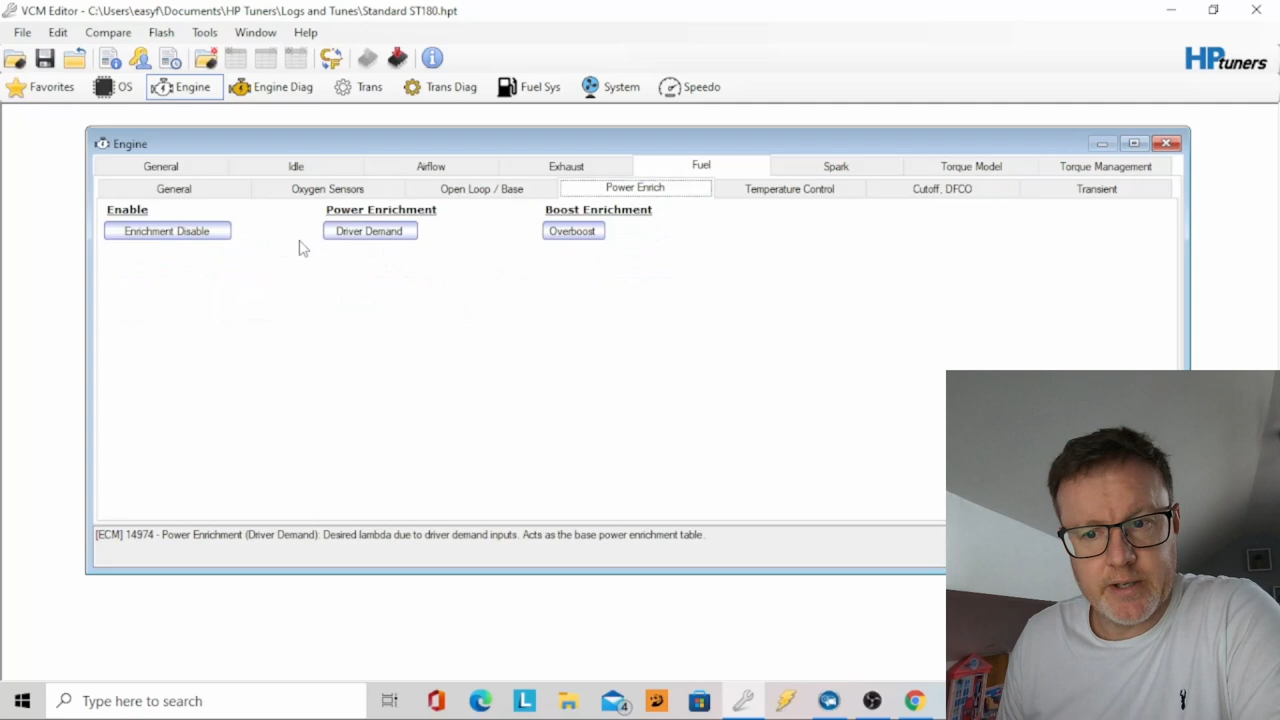 VCM Editor - C:\Users\easyf\Documents\HP Tuners\Logs and Tunes\Standard ST180.hpt
File Edit Compare Flash Tools Window Help
HPtuners
Favorites OS Engine Engine Diag Trans Trans Diag Fuel Sys System Speedo
Engine
General Idle Airflow Exhaust Fuel Spark Torque Model Torque Management
General Oxygen Sensors Open Loop / Base Power Enrich Temperature Control Cutoff, DFCO Transient
Enable Power Enrichment Boost Enrichment
Enrichment Disable Driver Demand Overboost
[ECM] 14974 - Power Enrichment (Driver Demand): Desired lambda due to driver demand inputs. Acts as the base power enrichment table.
Type here to search L 4